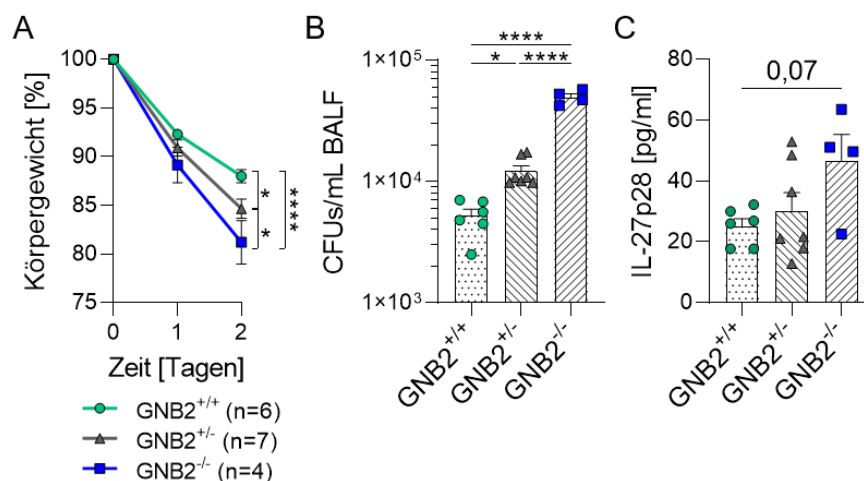 A
Körpergewicht [%]
100
95
90
85
80
75
0
1
2
Zeit [Tagen]
*
*
****
GNB2+/+ (n=6)
GNB2+/- (n=7)
GNB2-/- (n=4)
B
CFUs/mL BALF
1×105
1×104
1×103
****
*
****
GNB2+/+
GNB2+/-
GNB2-/-
C
IL-27p28 [pg/ml]
80
60
40
20
0
0,07
GNB2+/+
GNB2+/-
GNB2-/-